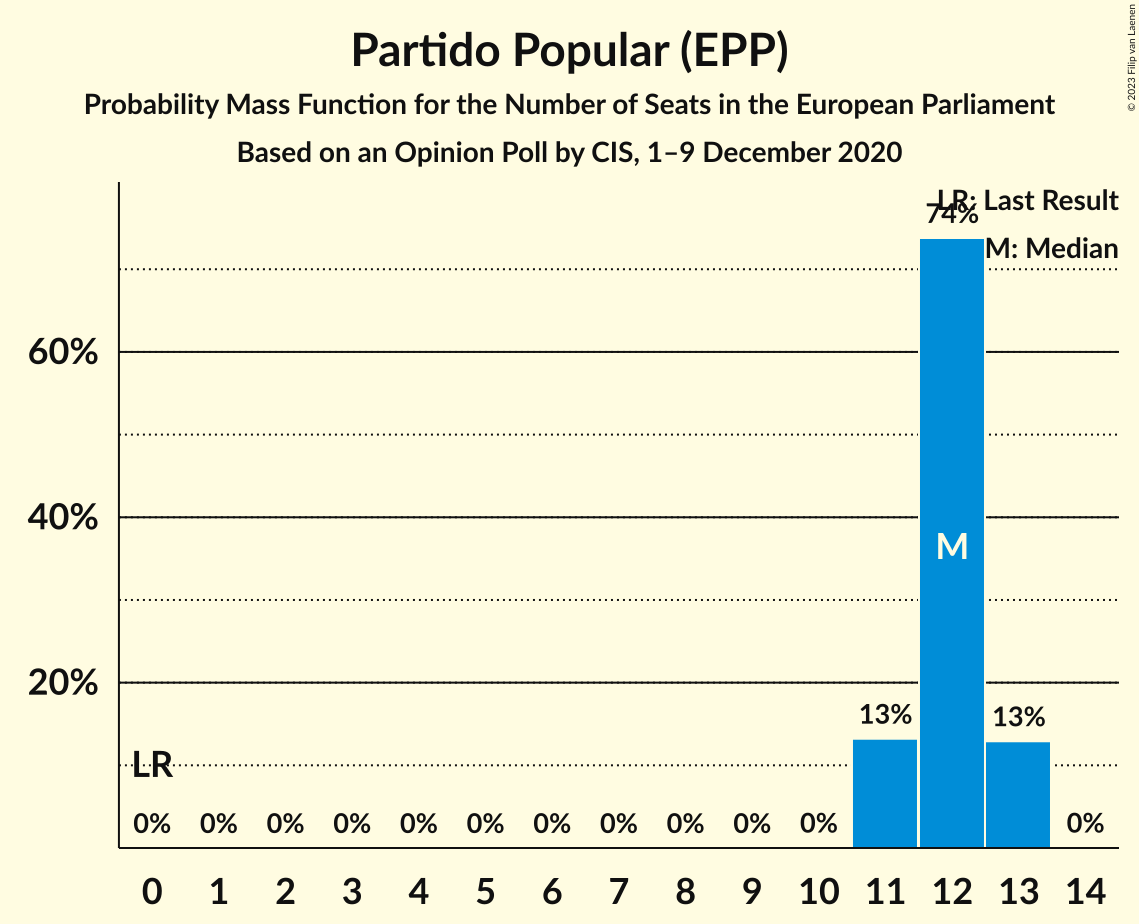 Partido Popular (EPP)
Probability Mass Function for the Number of Seats in the European Parliament
Based on an Opinion Poll by CIS, 1–9 December 2020
© 2023 Filip van Laenen
LR: Last Result
M: Median
74%
60%
40%
M
20%
13%
13%
LR
0% 0% 0% 0% 0% 0% 0% 0% 0% 0% 0% 0%
0 1 2 3 4 5 6 7 8 9 10 11 12 13 14